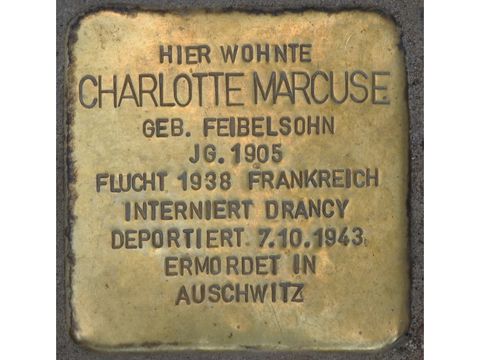 HIER WOHNTE
CHARLOTTE MARCUSE
GEB. FEIBELSOHN
JG. 1905
FLUCHT 1938 FRANKREICH
INTERNIERT DRANCY
DEPORTIERT 7.10.1943
ERMORDET IN
AUSCHWITZ